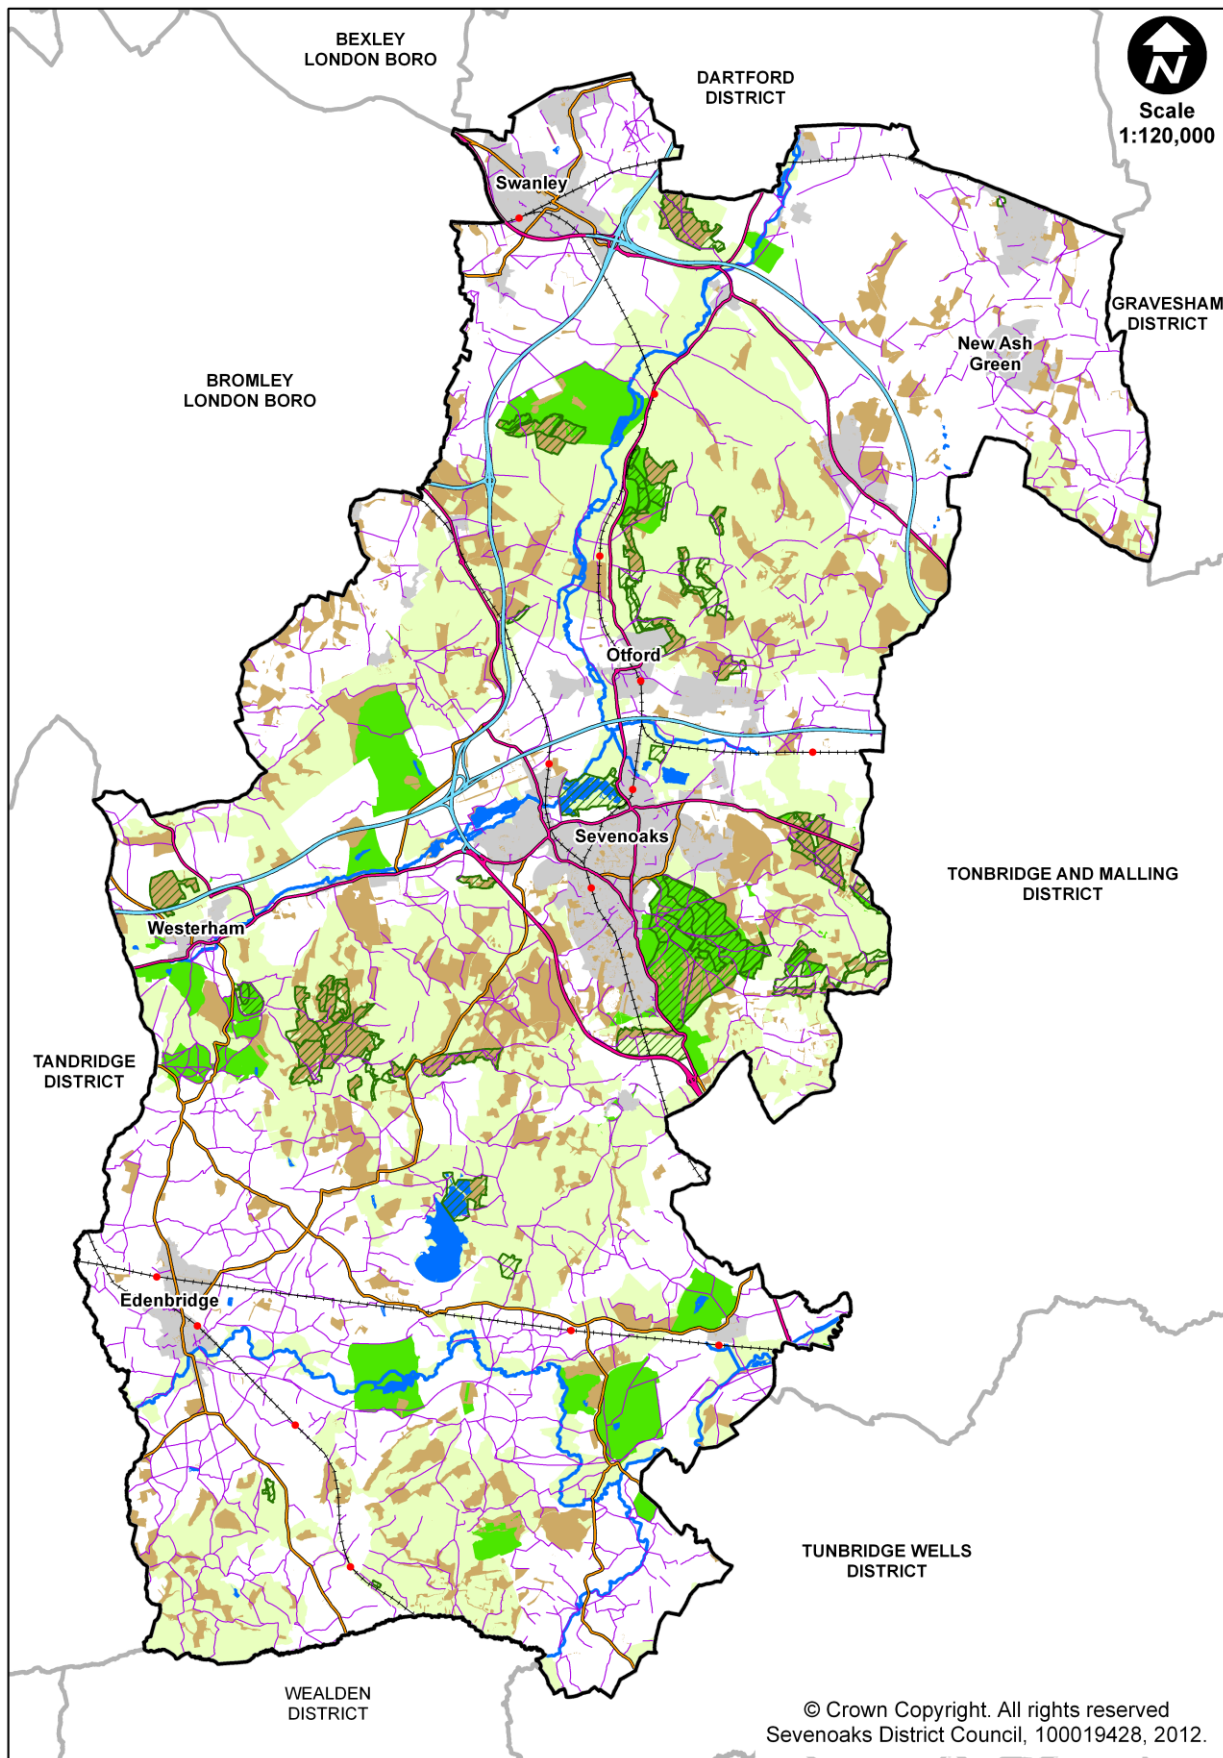 BEXLEY
LONDON BORO
DARTFORD
DISTRICT
N
Scale
1:120,000
Swanley
GRAVESHAM
DISTRICT
New Ash
Green
BROMLEY
LONDON BORO
Otford
Sevenoaks
TONBRIDGE AND MALLING
DISTRICT
Westerham
TANDRIDGE
DISTRICT
Edenbridge
TUNBRIDGE WELLS
DISTRICT
WEALDEN
DISTRICT
© Crown Copyright. All rights reserved
Sevenoaks District Council, 100019428, 2012.